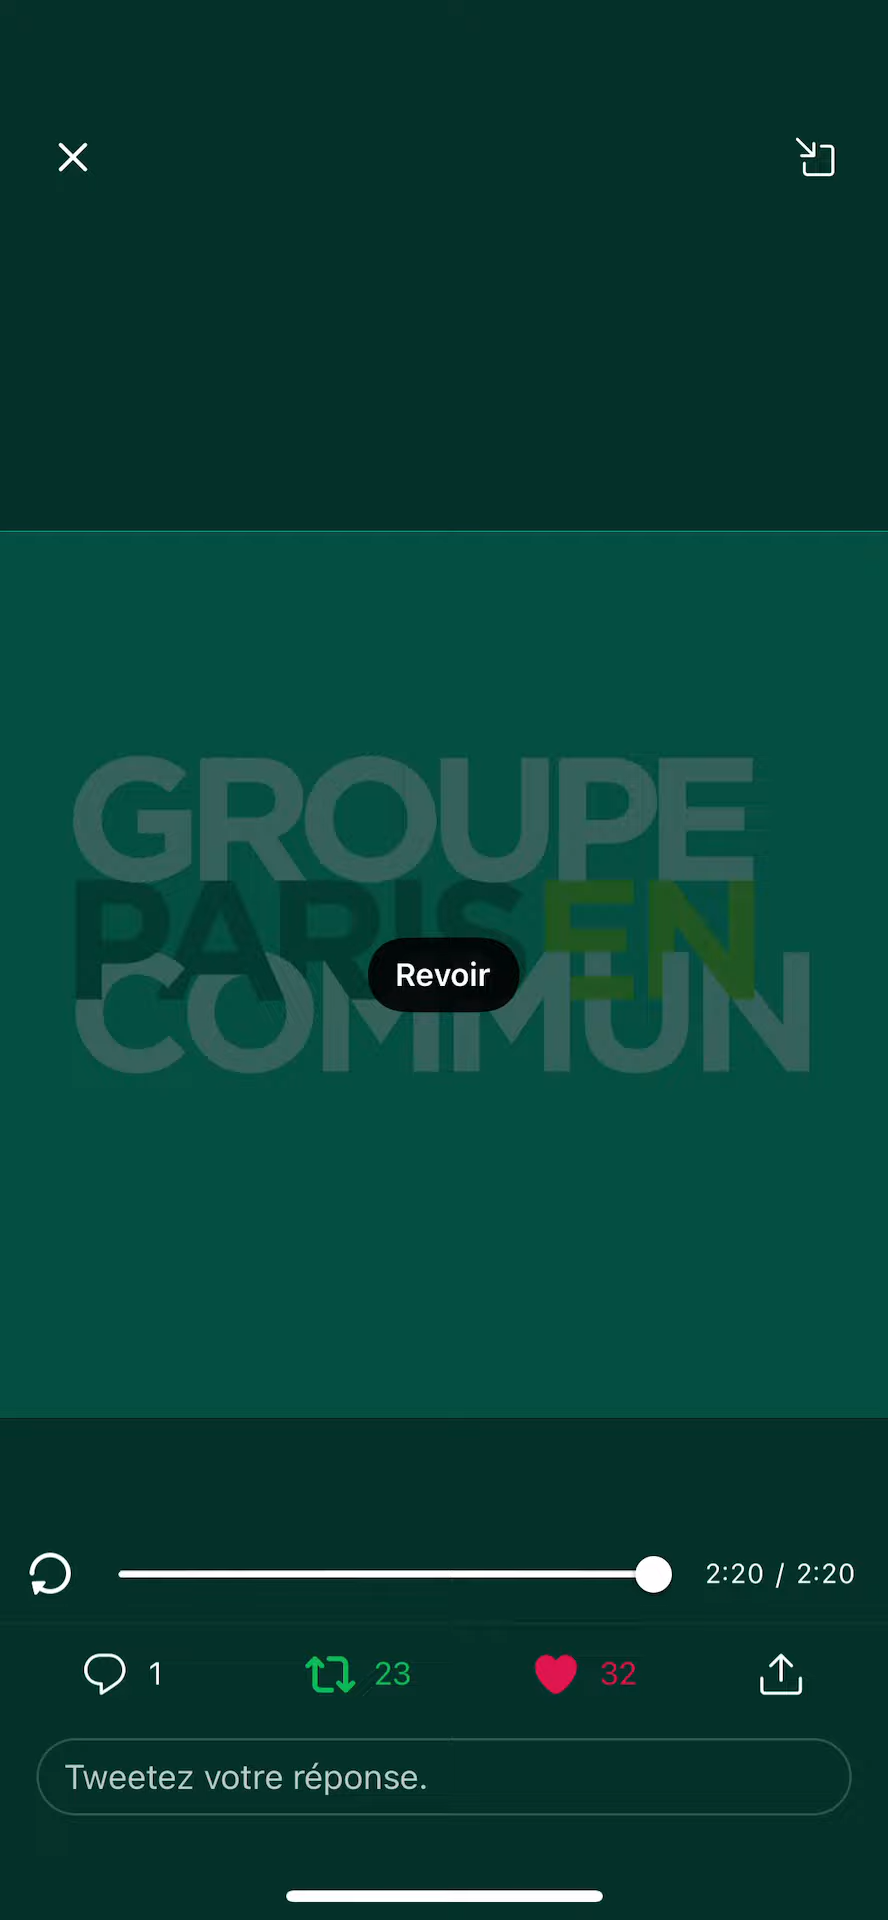 GROUPE
PARIS EN
COMMUN
Revoir
2:20 / 2:20
1 23 32
Tweetez votre réponse.